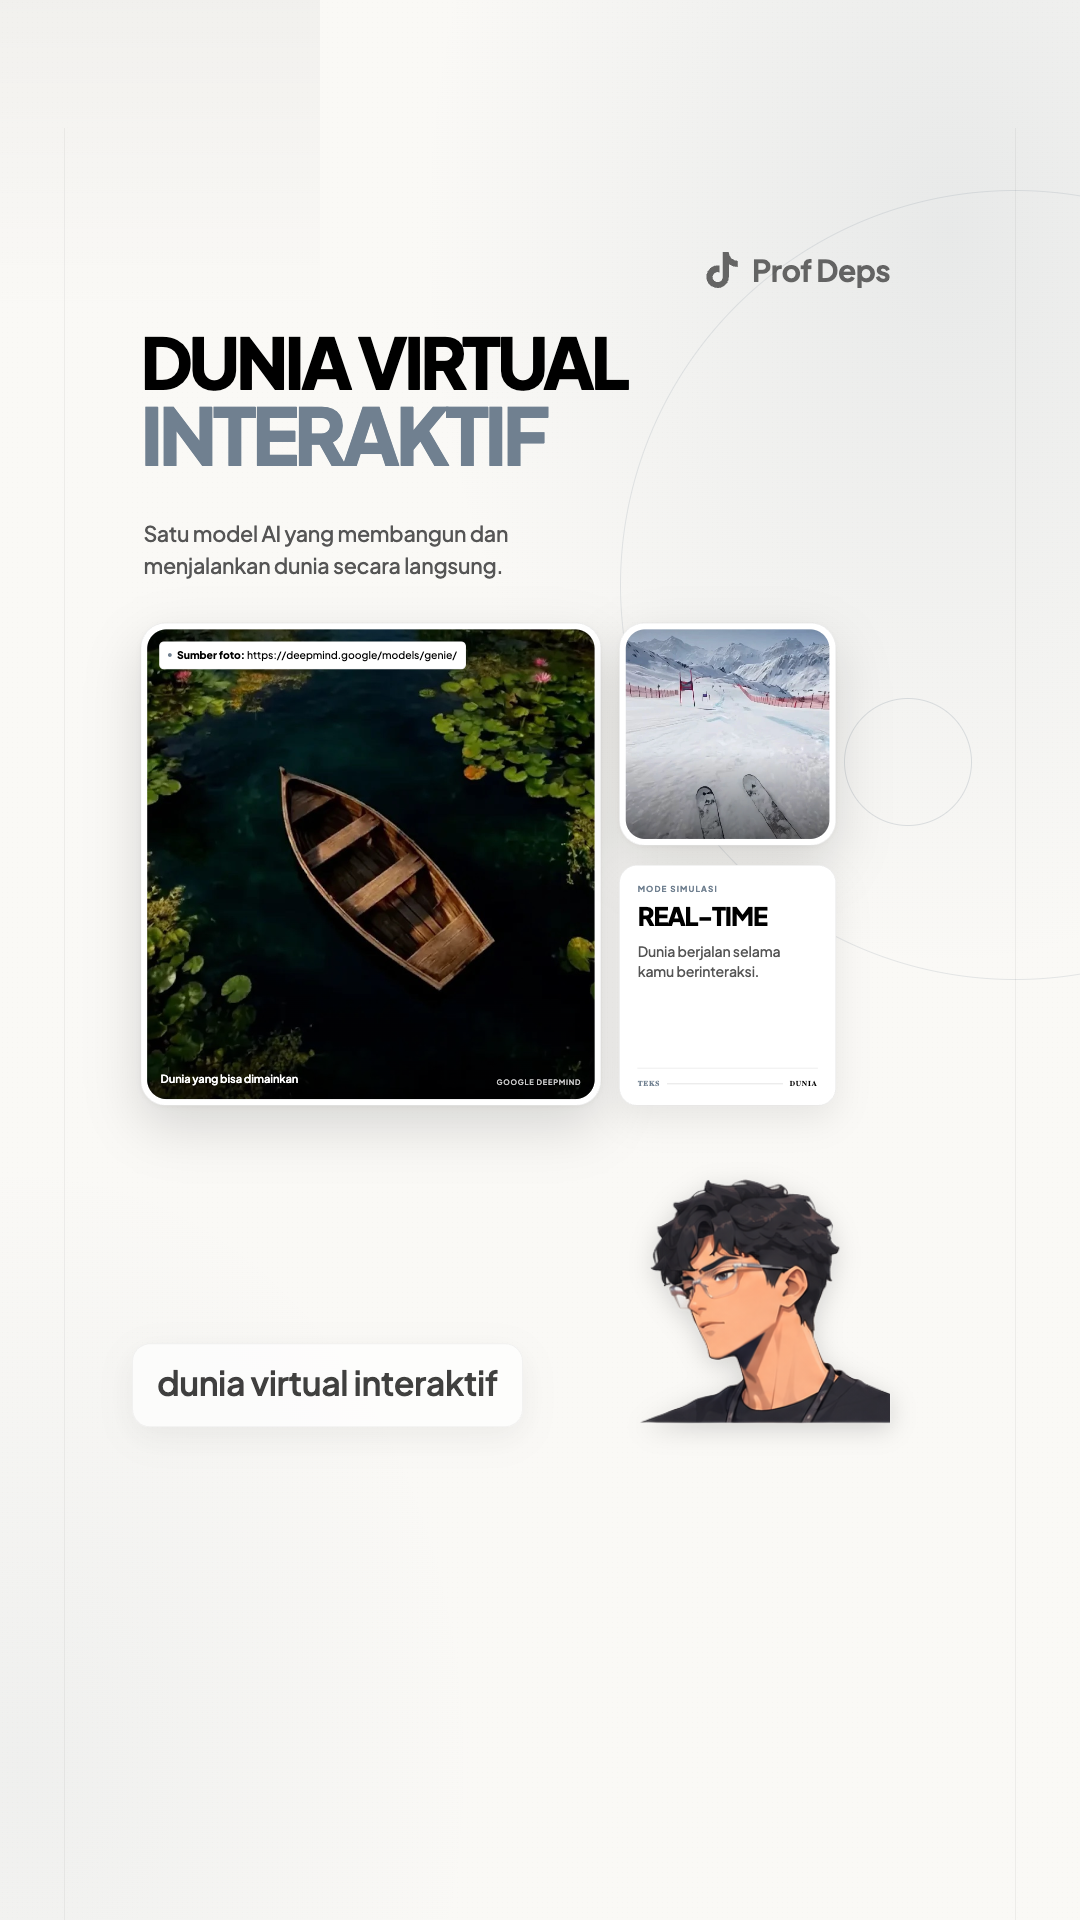 Prof Deps
DUNIA VIRTUAL
INTERAKTIF
Satu model AI yang membangun dan
menjalankan dunia secara langsung.
Sumber foto: https://deepmind.google/models/genie/
Dunia yang bisa dimainkan
GOOGLE DEEPMIND
MODE SIMULASI
REAL-TIME
Dunia berjalan selama
kamu berinteraksi.
TEKS
DUNIA
dunia virtual interaktif